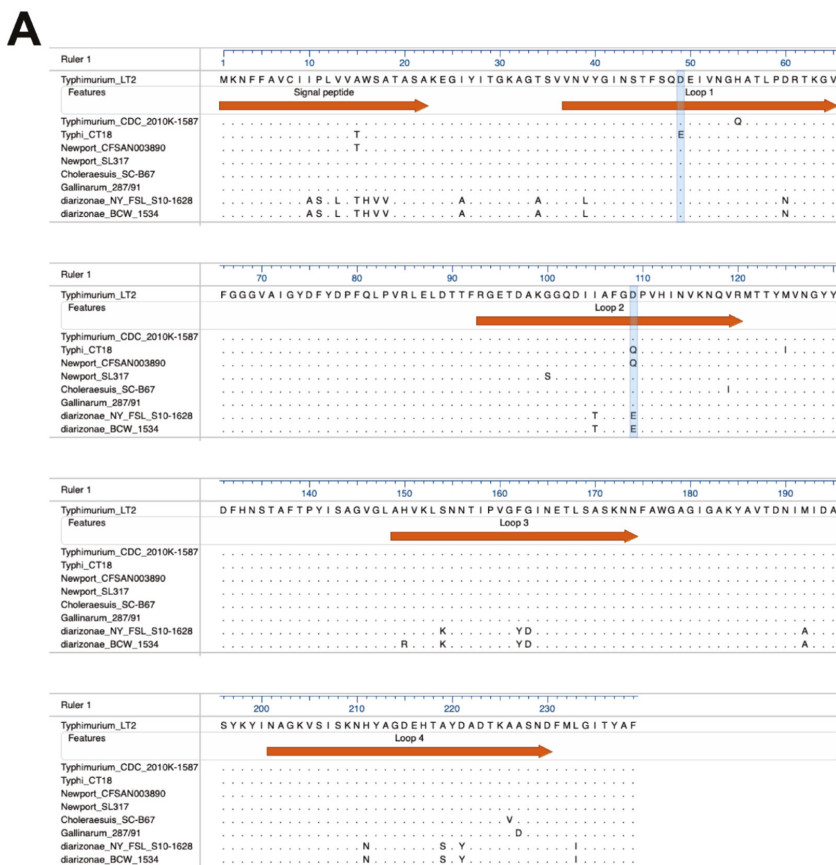 A
Ruler 1 1 10 20 30 40 50 60
Typhimurium_LT2 MKNFFAVCIIPLVVAWSATASAKEGIYITGKAGTSVVNVYGINSTFSQDEIVNGHATLPDRTKGV
Features Signal peptide Loop 1
Typhimurium_CDC_2010K-1587 Q
Typhi_CT18 T E
Newport_CFSAN003890 T
Newport_SL317
Choleraesuis_SC-B67
Gallinarum_287/91
diarizonae_NY_FSL_S10-1628 A S . L . T H V V A A L N
diarizonae_BCW_1534 A S . L . T H V V A A L N
Ruler 1 70 80 90 100 110 120
Typhimurium_LT2 FGGGVAIGYDFYDPFQLPVRLELDTTFRGETDAKGGQDIIAFGDPVHINVKNQVRMTTYMVNGYY
Features Loop 2
Typhimurium_CDC_2010K-1587
Typhi_CT18 Q I
Newport_CFSAN003890 Q
Newport_SL317 S
Choleraesuis_SC-B67 I
Gallinarum_287/91
diarizonae_NY_FSL_S10-1628 T E
diarizonae_BCW_1534 T E
Ruler 1 140 150 160 170 180 190
Typhimurium_LT2 DFHNSTAFTPYISAGVGLAHVKLSNNTIPVGFGINETLSASKNNFAWGAGIGAKYAVTDNIMIDA
Features Loop 3
Typhimurium_CDC_2010K-1587
Typhi_CT18
Newport_CFSAN003890
Newport_SL317
Choleraesuis_SC-B67
Gallinarum_287/91
diarizonae_NY_FSL_S10-1628 K Y D A
diarizonae_BCW_1534 R K Y D A
Ruler 1 200 210 220 230
Typhimurium_LT2 SYKYINAGKVSISKNHYAGDEHTAYDADTKAASNDFMLGITYAF
Features Loop 4
Typhimurium_CDC_2010K-1587
Typhi_CT18
Newport_CFSAN003890
Newport_SL317
Choleraesuis_SC-B67 V
Gallinarum_287/91 D
diarizonae_NY_FSL_S10-1628 N S . Y I
diarizonae_BCW_1534 N S . Y I